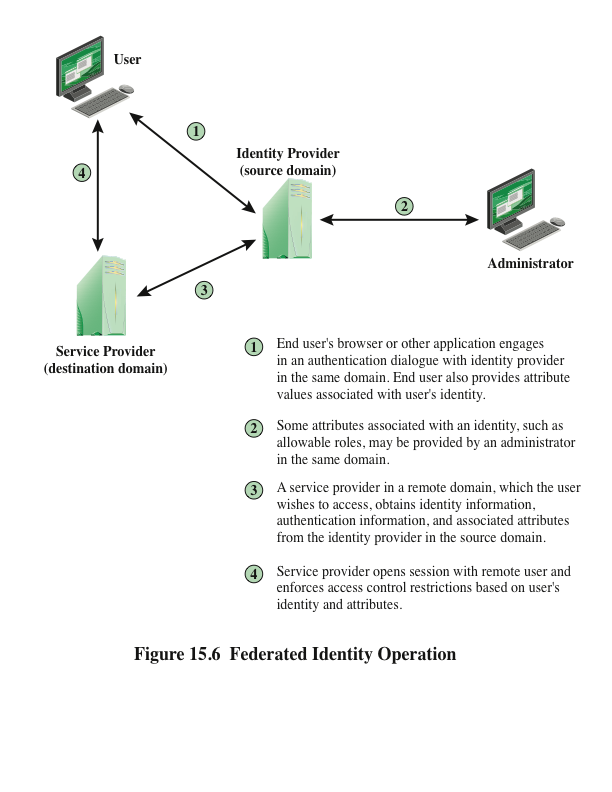 User
1
Identity Provider
(source domain)
4
2
Administrator
3
Service Provider
(destination domain)
1 End user's browser or other application engages
in an authentication dialogue with identity provider
in the same domain. End user also provides attribute
values associated with user's identity.
2 Some attributes associated with an identity, such as
allowable roles, may be provided by an administrator
in the same domain.
3 A service provider in a remote domain, which the user
wishes to access, obtains identity information,
authentication information, and associated attributes
from the identity provider in the source domain.
4 Service provider opens session with remote user and
enforces access control restrictions based on user's
identity and attributes.
Figure 15.6 Federated Identity Operation